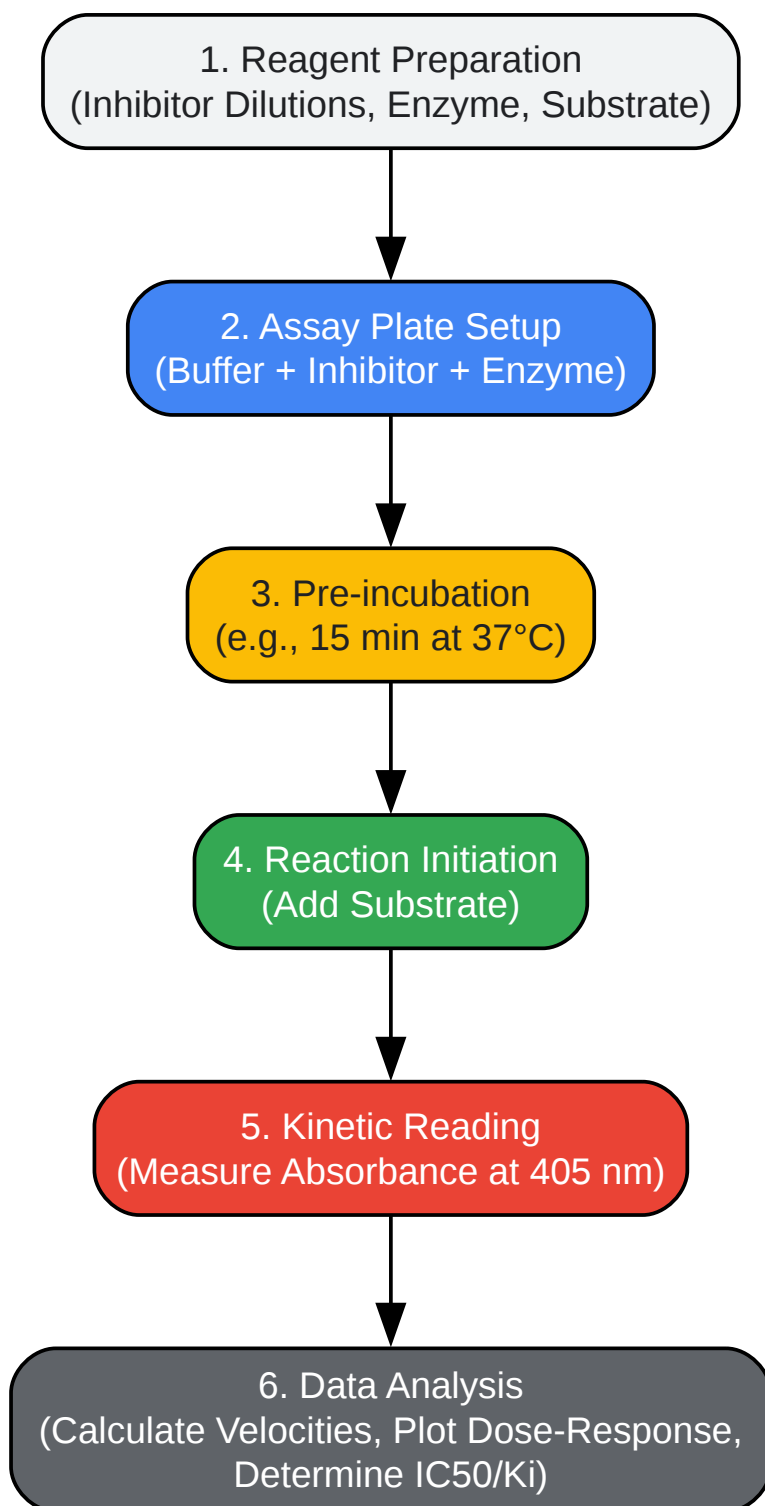 1. Reagent Preparation
(Inhibitor Dilutions, Enzyme, Substrate)
2. Assay Plate Setup
(Buffer + Inhibitor + Enzyme)
3. Pre-incubation
(e.g., 15 min at 37°C)
4. Reaction Initiation
(Add Substrate)
5. Kinetic Reading
(Measure Absorbance at 405 nm)
6. Data Analysis
(Calculate Velocities, Plot Dose-Response,
Determine IC50/Ki)